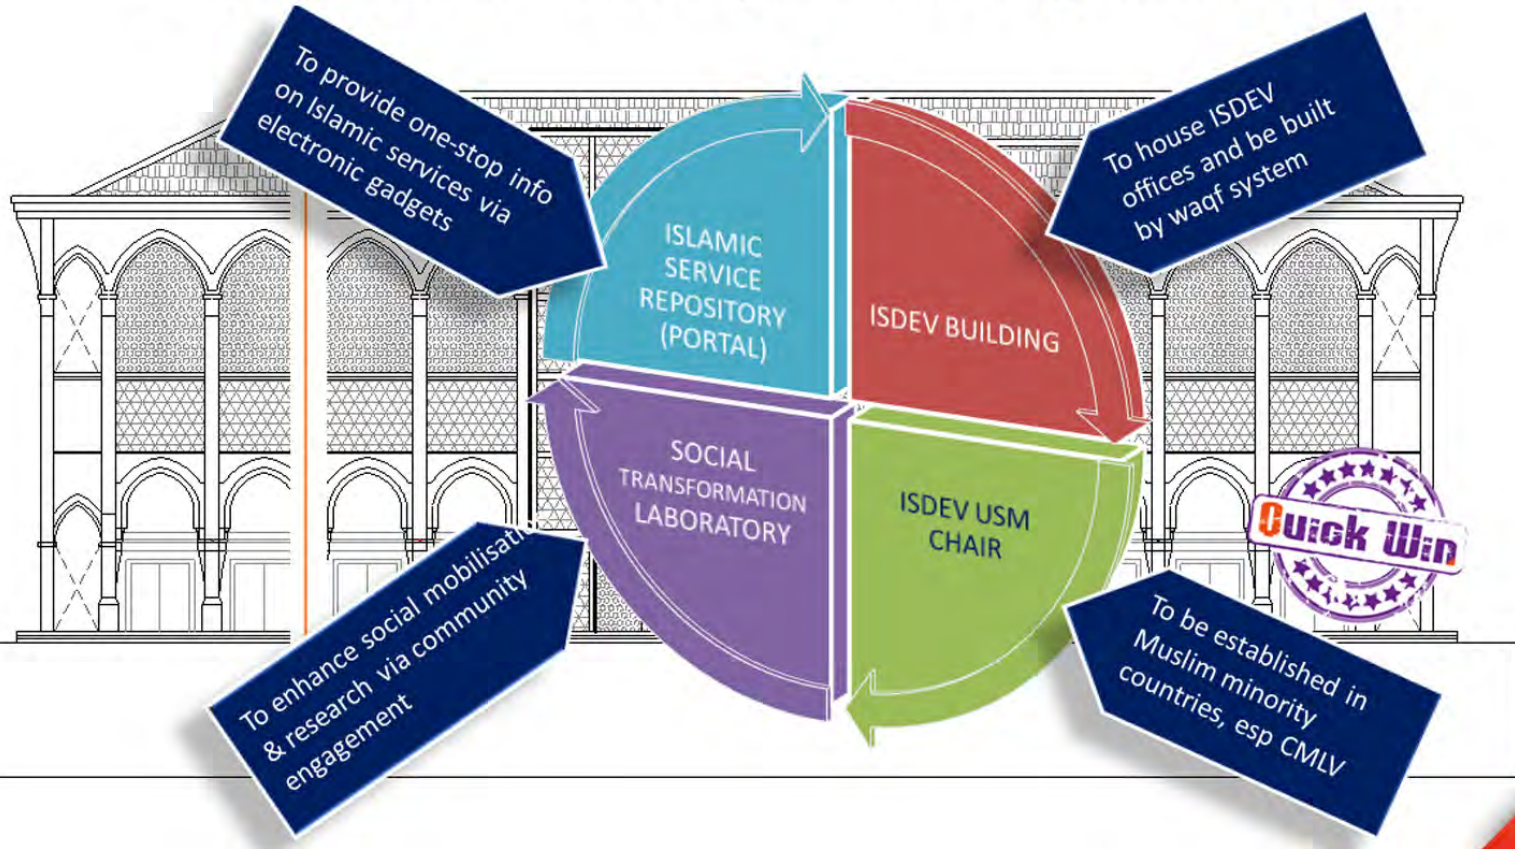 To provide one-stop info
on Islamic services via
electronic gadgets
To house ISDEV
offices and be built
by waqf system
ISLAMIC
SERVICE
REPOSITORY
(PORTAL)
ISDEV BUILDING
SOCIAL
TRANSFORMATION
LABORATORY
ISDEV USM
CHAIR
Quick Win
To enhance social mobilisation
& research via community
engagement
To be established in
Muslim minority
countries, esp CMLV